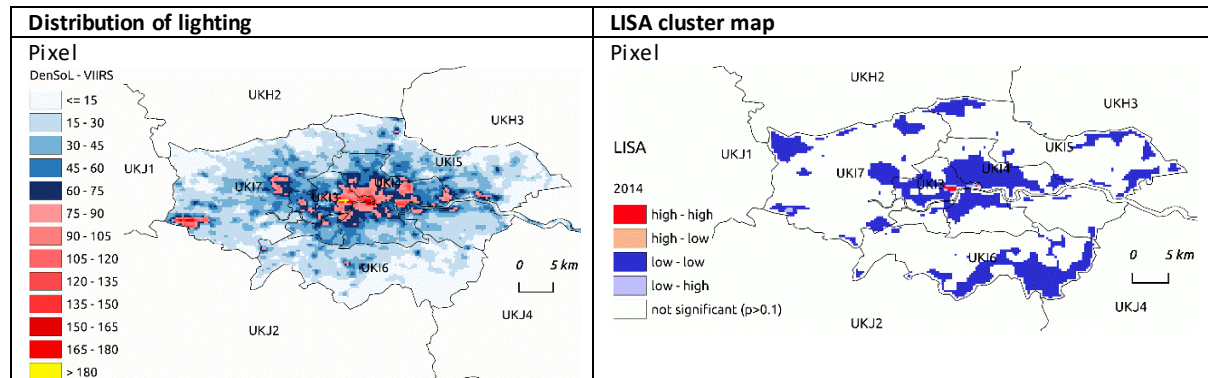 Distribution of lighting
LISA cluster map
Pixel
DenSoL - VIIRS
<= 15
15 - 30
30 - 45
45 - 60
60 - 75
75 - 90
90 - 105
105 - 120
120 - 135
135 - 150
150 - 165
165 - 180
> 180
UKH2
UKH3
UKJ1
UKI5
UKI7
UKI4
UKI3
UKI6
0 5 km
UKJ4
UKJ2
Pixel
UKH2
UKH3
UKJ1
UKI5
LISA
UKI7
UKI4
UKI3
2014
high - high
high - low
low - low
low - high
not significant (p>0.1)
UKI6
0 5 km
UKJ4
UKJ2